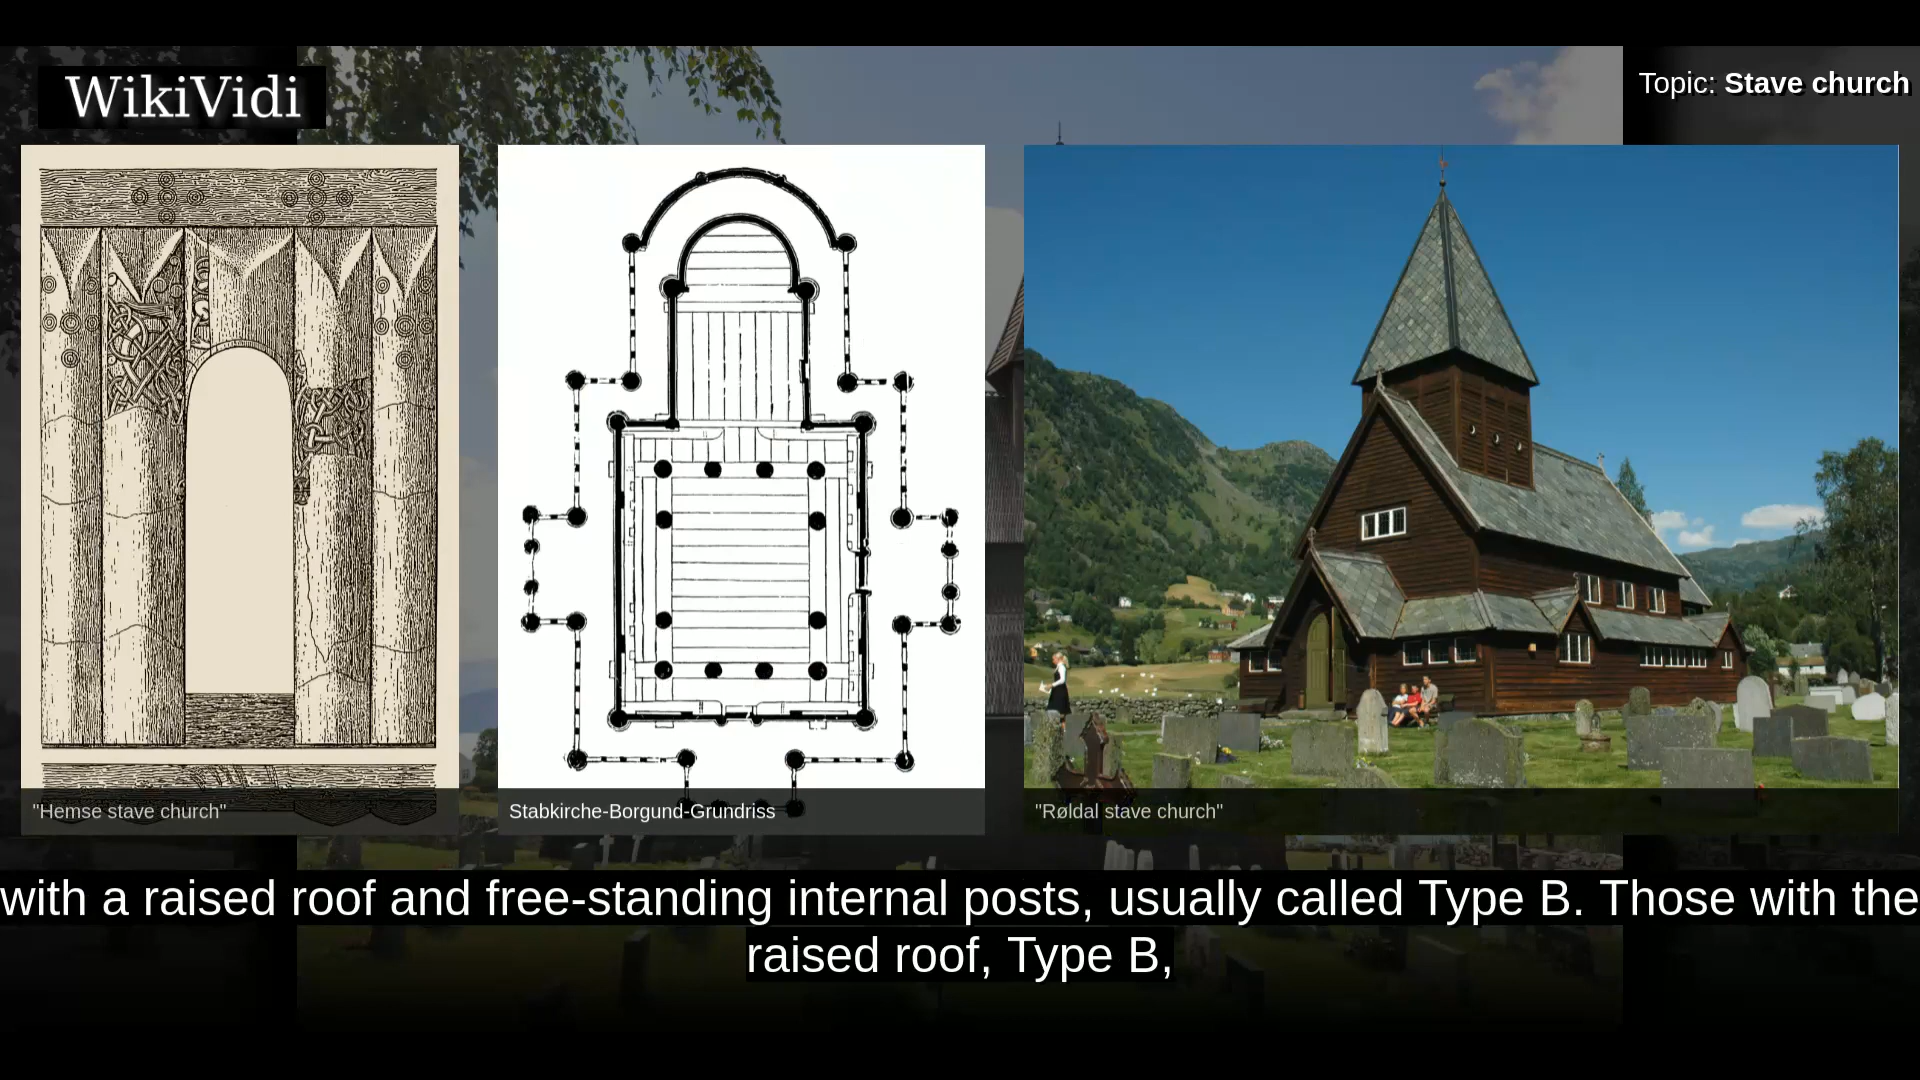 WikiVidi
Topic: Stave church
"Hemse stave church"
Stabkirche-Borgund-Grundriss
"Røldal stave church"
with a raised roof and free-standing internal posts, usually called Type B. Those with the
raised roof, Type B,